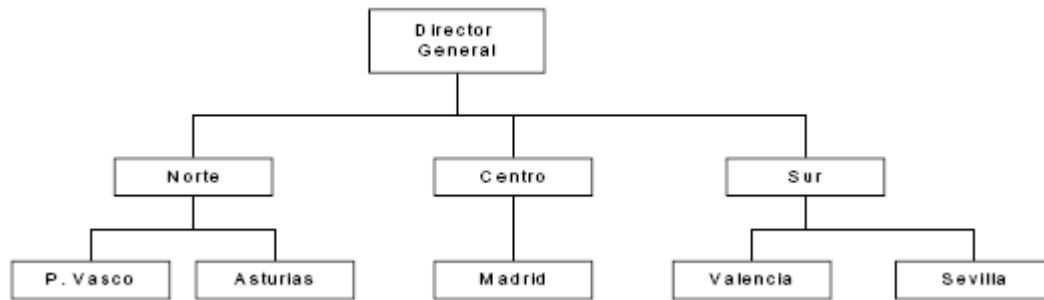 Director
General
Norte
Centro
Sur
P. Vasco
Asturias
Madrid
Valencia
Sevilla